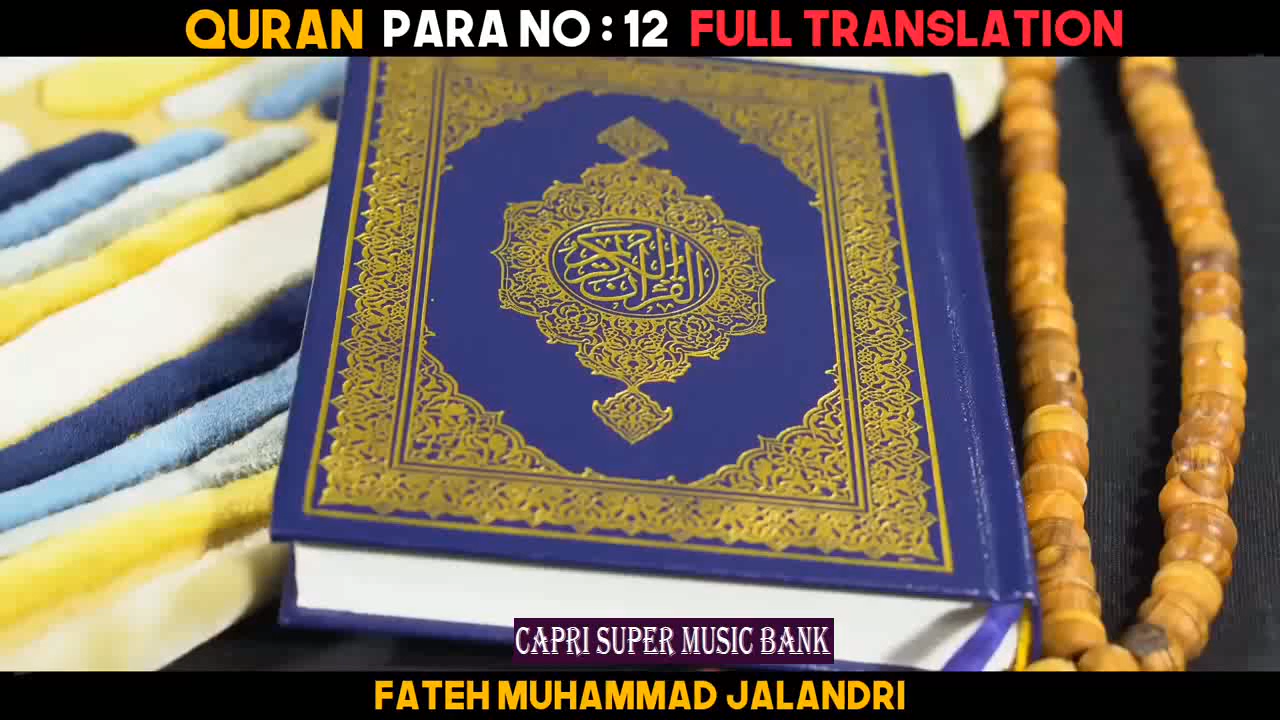 QURAN PARA NO : 12 FULL TRANSLATION
القرآن الكريم
CAPRI SUPER MUSIC BANK
FATEH MUHAMMAD JALANDRI